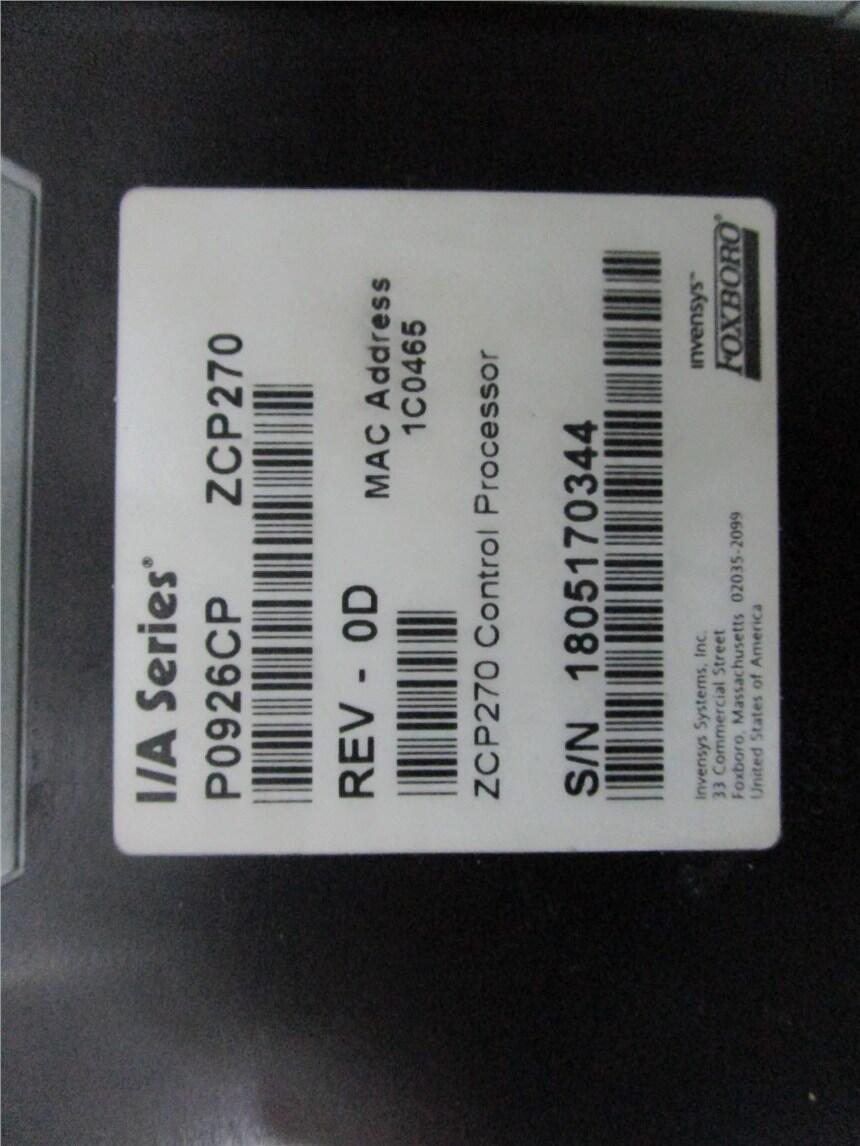 I/A Series®
P0926CP ZCP270
REV - 0D
MAC Address
1C0465
ZCP270 Control Processor
S/N 1805170344
Invensys Systems, Inc.
33 Commercial Street
Foxboro, Massachusetts 02035-2099
United States of America
invensys™
FOXBORO®